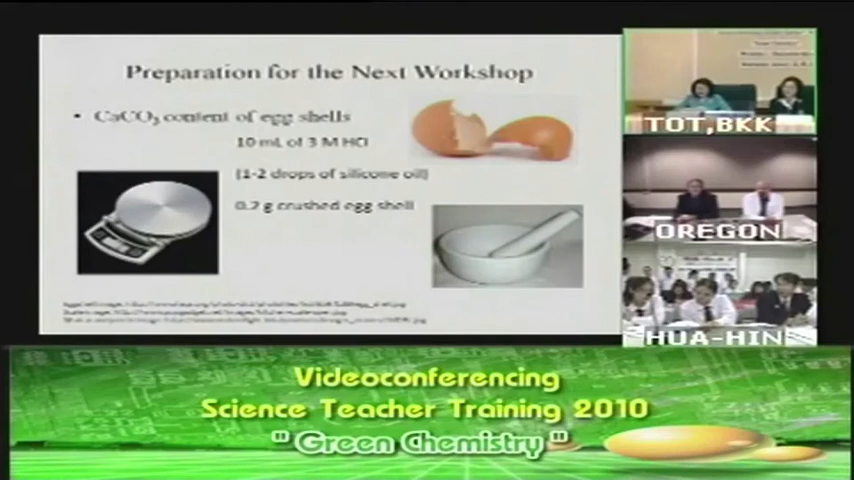 Preparation for the Next Workshop
• CaCO₃ content of egg shells
10 mL of 3 M HCl
(1-2 drops of silicone oil)
0.2 g crushed egg shell
TOT,BKK
OREGON
HUA-HIN
Videoconferencing
Science Teacher Training 2010
"Green Chemistry"